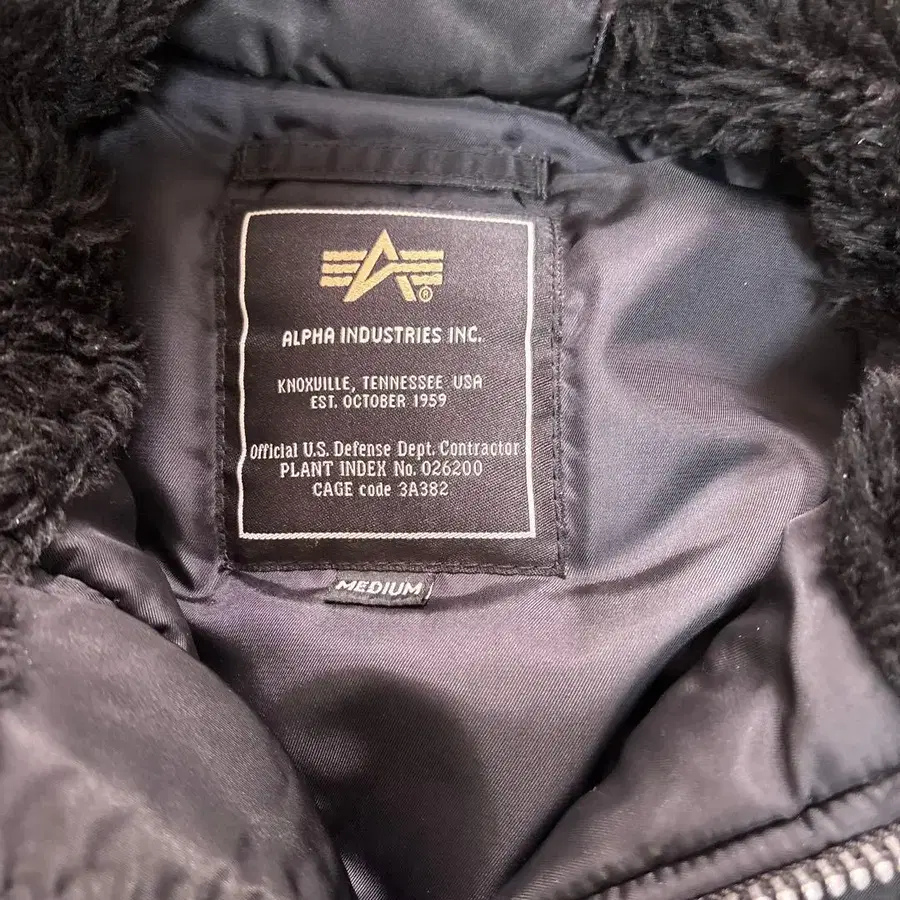 ®
ALPHA INDUSTRIES INC.
KNOXVILLE, TENNESSEE USA
EST. OCTOBER 1959
Official U.S. Defense Dept. Contractor
PLANT INDEX No. 026200
CAGE code 3A382
MEDIUM